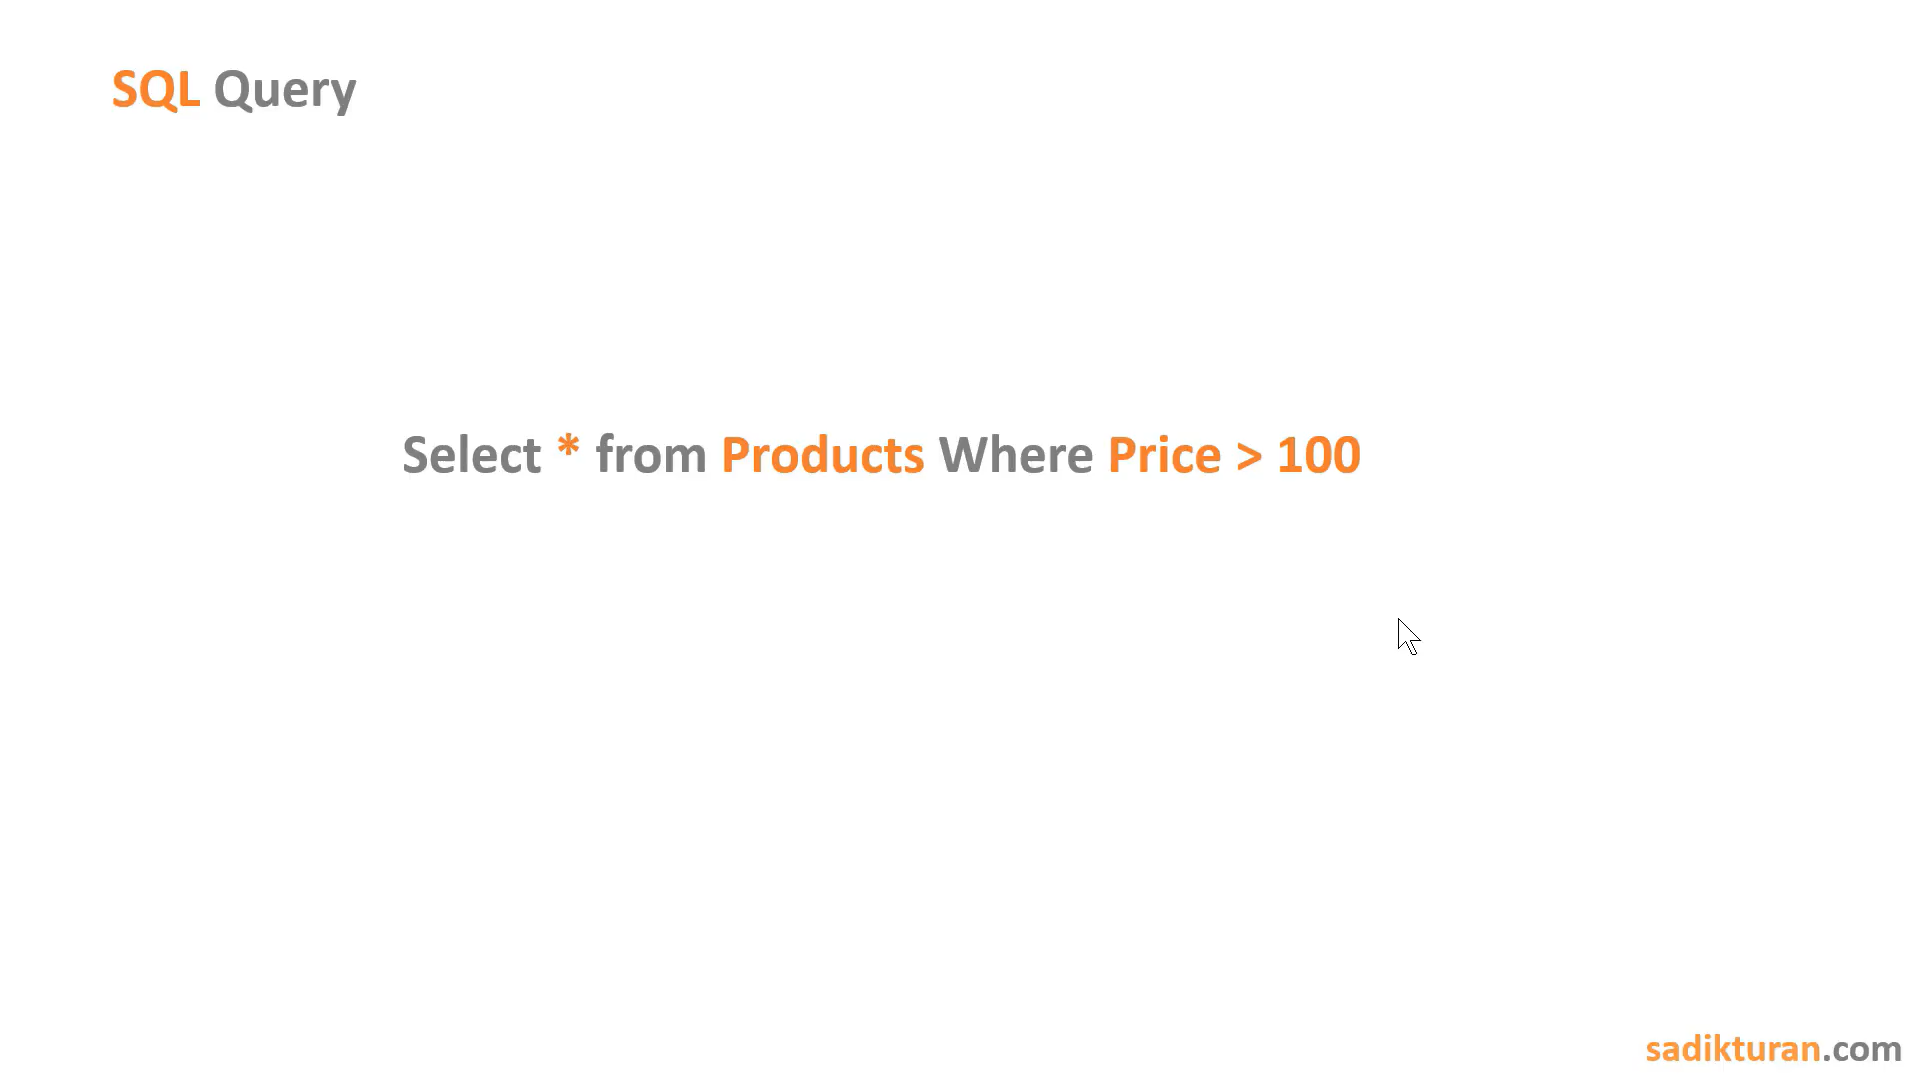 SQL Query
Select * from Products Where Price > 100
sadikturan.com